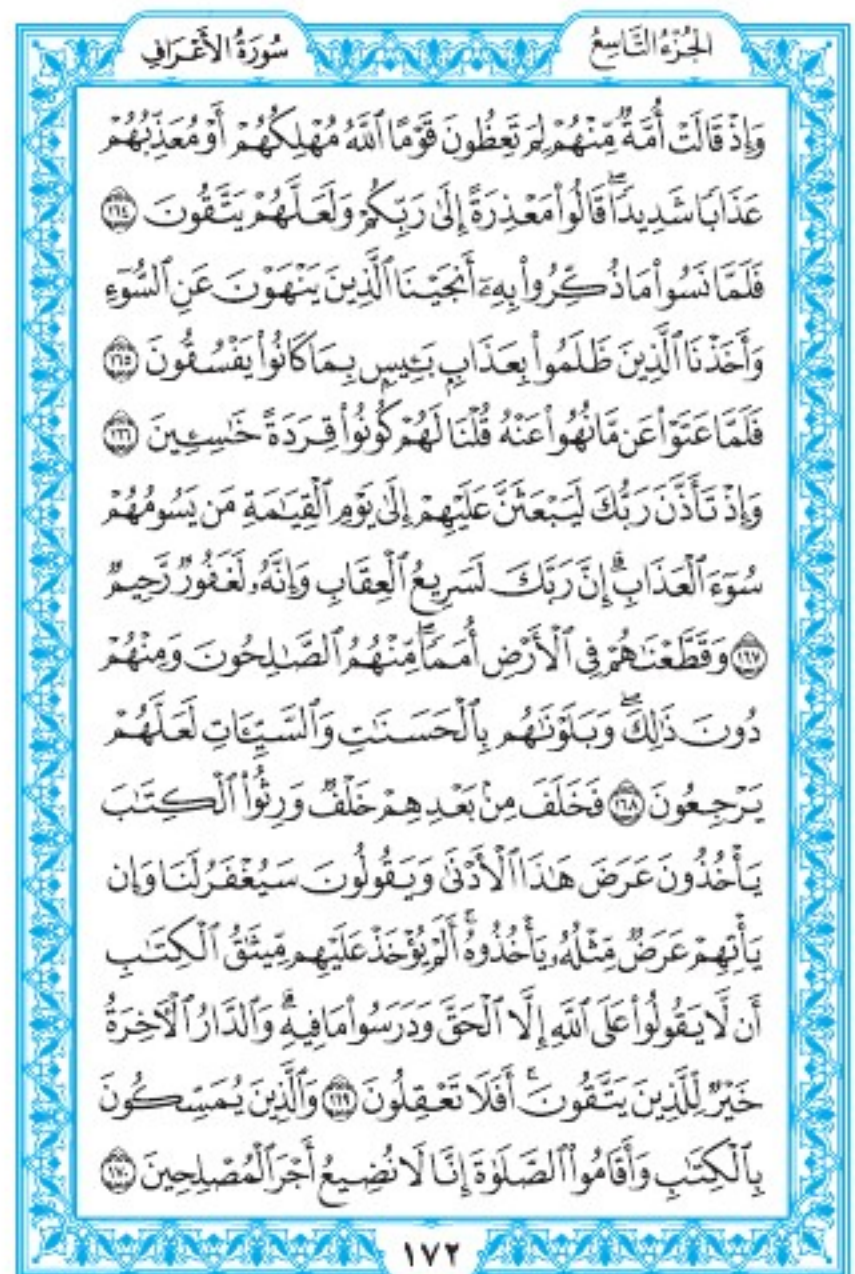 الجُزْءُ التَّاسِعُ
سُورَةُ الأَعْرَافِ
وَإِذْ قَالَتْ أُمَّةٌ مِّنْهُمْ لِمَ تَعِظُونَ قَوْمًا ٱللَّهُ مُهْلِكُهُمْ أَوْ مُعَذِّبُهُمْ
عَذَابًا شَدِيدًاۖ قَالُوا۟ مَعْذِرَةً إِلَىٰ رَبِّكُمْ وَلَعَلَّهُمْ يَتَّقُونَ ١٦٤
فَلَمَّا نَسُوا۟ مَا ذُكِّرُوا۟ بِهِۦٓ أَنجَيْنَا ٱلَّذِينَ يَنْهَوْنَ عَنِ ٱلسُّوٓءِ
وَأَخَذْنَا ٱلَّذِينَ ظَلَمُوا۟ بِعَذَابٍۭ بَـِٔيسٍۭ بِمَا كَانُوا۟ يَفْسُقُونَ ١٦٥
فَلَمَّا عَتَوْا۟ عَن مَّا نُهُوا۟ عَنْهُ قُلْنَا لَهُمْ كُونُوا۟ قِرَدَةً خَٰسِـِٔينَ ١٦٦
وَإِذْ تَأَذَّنَ رَبُّكَ لَيَبْعَثَنَّ عَلَيْهِمْ إِلَىٰ يَوْمِ ٱلْقِيَٰمَةِ مَن يَسُومُهُمْ
سُوٓءَ ٱلْعَذَابِۗ إِنَّ رَبَّكَ لَسَرِيعُ ٱلْعِقَابِ وَإِنَّهُۥ لَغَفُورٌ رَّحِيمٌ
١٦٧ وَقَطَّعْنَٰهُمْ فِى ٱلْأَرْضِ أُمَمًاۖ مِّنْهُمُ ٱلصَّٰلِحُونَ وَمِنْهُمْ
دُونَ ذَٰلِكَۖ وَبَلَوْنَٰهُم بِٱلْحَسَنَٰتِ وَٱلسَّيِّـَٔاتِ لَعَلَّهُمْ
يَرْجِعُونَ ١٦٨ فَخَلَفَ مِنۢ بَعْدِهِمْ خَلْفٌ وَرِثُوا۟ ٱلْكِتَٰبَ
يَأْخُذُونَ عَرَضَ هَٰذَا ٱلْأَدْنَىٰ وَيَقُولُونَ سَيُغْفَرُ لَنَا وَإِن
يَأْتِهِمْ عَرَضٌ مِّثْلُهُۥ يَأْخُذُوهُۚ أَلَمْ يُؤْخَذْ عَلَيْهِم مِّيثَٰقُ ٱلْكِتَٰبِ
أَن لَّا يَقُولُوا۟ عَلَى ٱللَّهِ إِلَّا ٱلْحَقَّ وَدَرَسُوا۟ مَا فِيهِۗ وَٱلدَّارُ ٱلْءَاخِرَةُ
خَيْرٌ لِّلَّذِينَ يَتَّقُونَۚ أَفَلَا تَعْقِلُونَ ١٦٩ وَٱلَّذِينَ يُمَسِّكُونَ
بِٱلْكِتَٰبِ وَأَقَامُوا۟ ٱلصَّلَوٰةَ إِنَّا لَا نُضِيعُ أَجْرَ ٱلْمُصْلِحِينَ ١٧٠
١٧٢